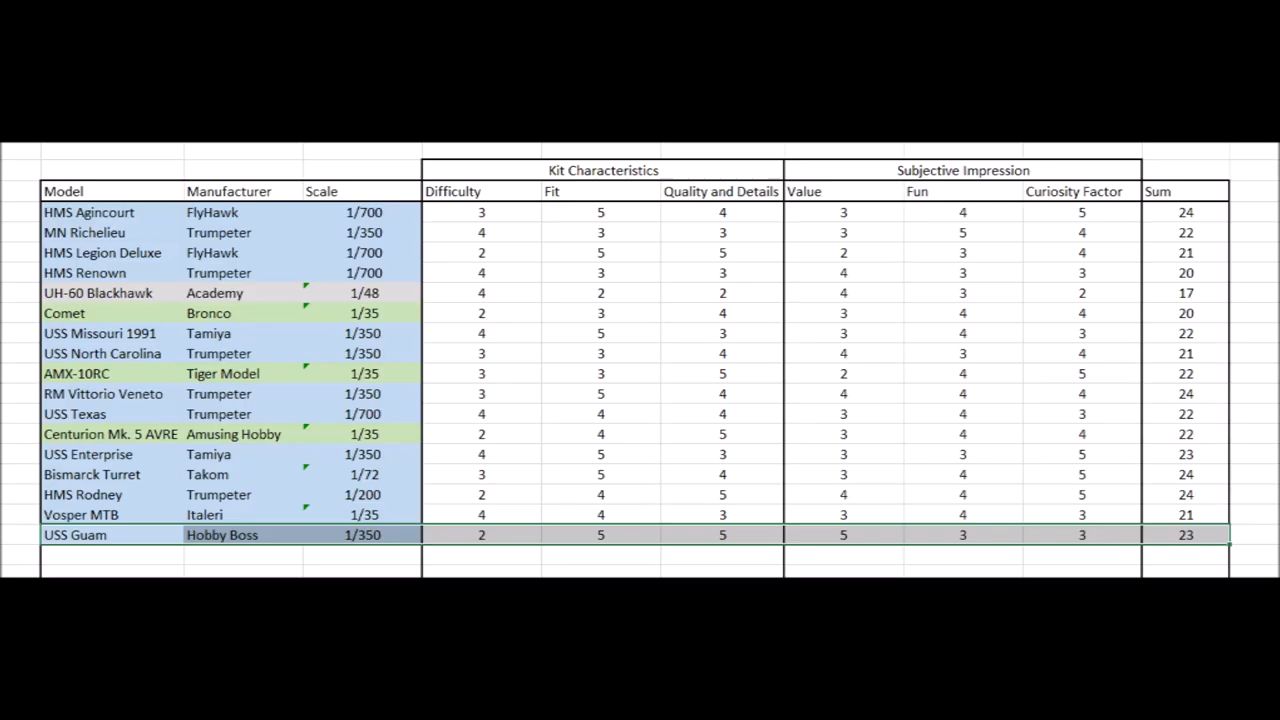 Kit Characteristics Subjective Impression
Model Manufacturer Scale Difficulty Fit Quality and Details Value Fun Curiosity Factor Sum
HMS Agincourt FlyHawk 1/700 3 5 4 3 4 5 24
MN Richelieu Trumpeter 1/350 4 3 3 3 5 4 22
HMS Legion Deluxe FlyHawk 1/700 2 5 5 2 3 4 21
HMS Renown Trumpeter 1/700 4 3 3 4 3 3 20
UH-60 Blackhawk Academy 1/48 4 2 2 4 3 2 17
Comet Bronco 1/35 2 3 4 3 4 4 20
USS Missouri 1991 Tamiya 1/350 4 5 3 3 4 3 22
USS North Carolina Trumpeter 1/350 3 3 4 4 3 4 21
AMX-10RC Tiger Model 1/35 3 3 5 2 4 5 22
RM Vittorio Veneto Trumpeter 1/350 3 5 4 4 4 4 24
USS Texas Trumpeter 1/700 4 4 4 3 4 3 22
Centurion Mk. 5 AVRE Amusing Hobby 1/35 2 4 5 3 4 4 22
USS Enterprise Tamiya 1/350 4 5 3 3 3 5 23
Bismarck Turret Takom 1/72 3 5 4 3 4 5 24
HMS Rodney Trumpeter 1/200 2 4 5 4 4 5 24
Vosper MTB Italeri 1/35 4 4 3 3 4 3 21
USS Guam Hobby Boss 1/350 2 5 5 5 3 3 23